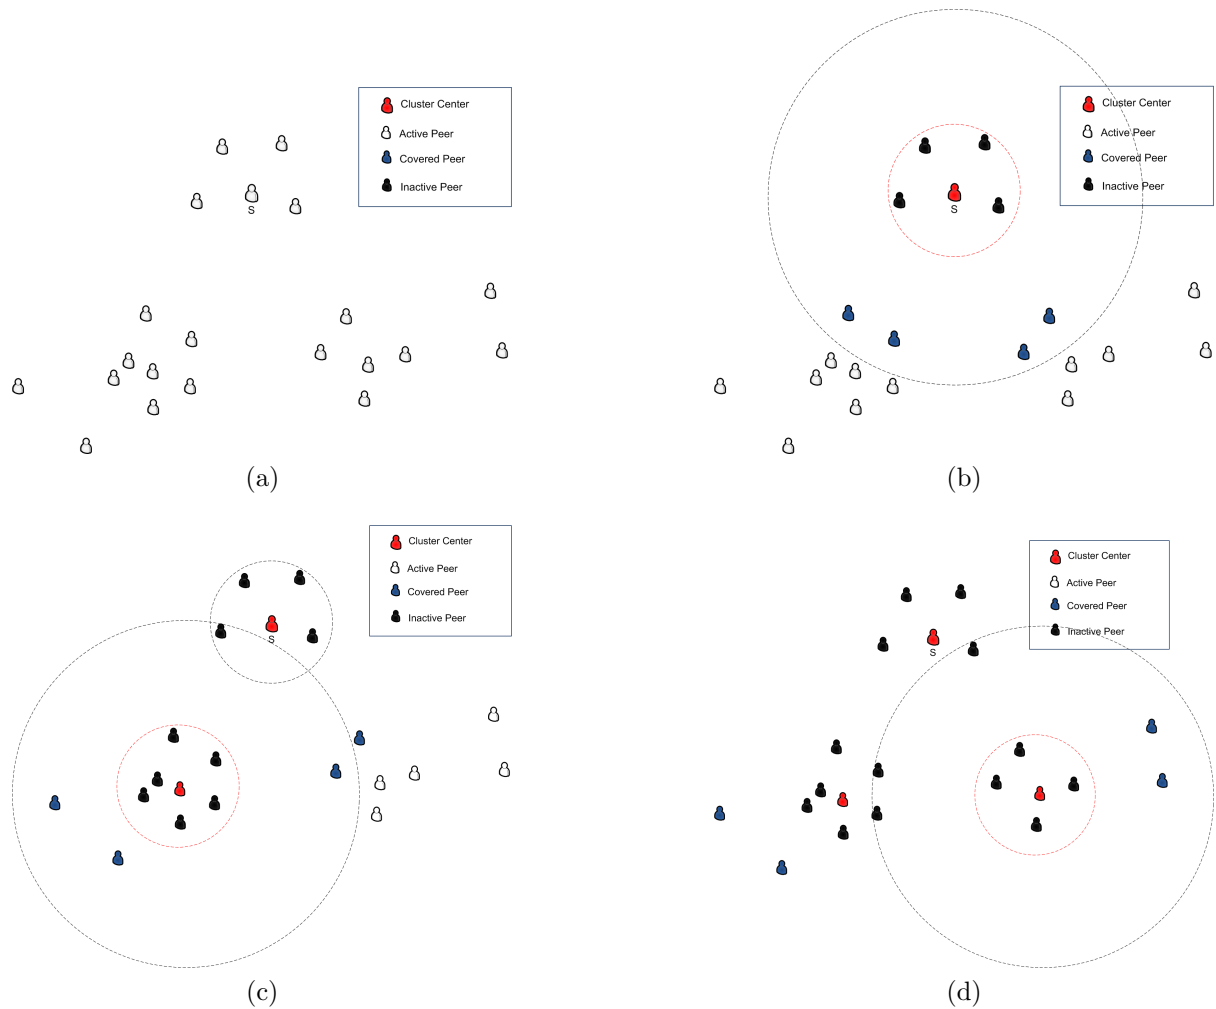 Cluster Center
Active Peer
Covered Peer
Inactive Peer
S
(a)
Cluster Center
Active Peer
Covered Peer
Inactive Peer
S
(b)
Cluster Center
Active Peer
Covered Peer
Inactive Peer
S
(c)
Cluster Center
Active Peer
Covered Peer
Inactive Peer
S
(d)